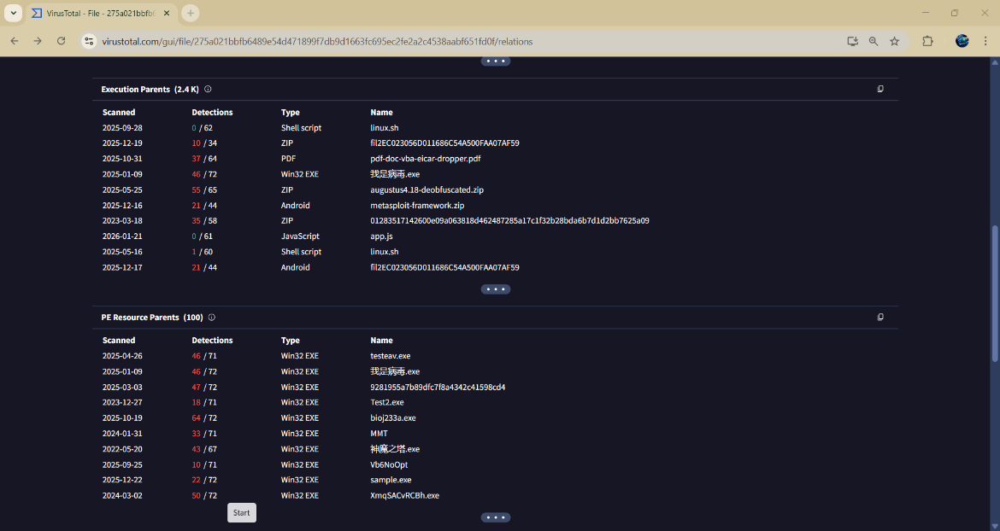 VirusTotal - File - 275a021bbfb6
virustotal.com/gui/file/275a021bbfb6489e54d471899f7db9d1663fc695ec2fe2a2c4538aabf651fd0f/relations
Execution Parents (2.4 K)
Scanned Detections Type Name
2025-09-28 0 / 62 Shell script linux.sh
2025-12-19 10 / 34 ZIP fil2EC023056D011686C54A500FAA07AF59
2025-10-31 37 / 64 PDF pdf-doc-vba-eicar-dropper.pdf
2025-01-09 46 / 72 Win32 EXE 我是病毒.exe
2025-05-25 55 / 65 ZIP augustus4.18-deobfuscated.zip
2025-12-16 21 / 44 Android metasploit-framework.zip
2023-03-18 35 / 58 ZIP 01283517142600e09a063818d462487285a17c1f32b28bda6b7d1d2bb7625a09
2026-01-21 0 / 61 JavaScript app.js
2025-05-16 1 / 60 Shell script linux.sh
2025-12-17 21 / 44 Android fil2EC023056D011686C54A500FAA07AF59
PE Resource Parents (100)
Scanned Detections Type Name
2025-04-26 46 / 71 Win32 EXE testeav.exe
2025-01-09 46 / 72 Win32 EXE 我是病毒.exe
2025-03-03 47 / 72 Win32 EXE 9281955a7b89dfc7f8a4342c41598cd4
2023-12-27 18 / 71 Win32 EXE Test2.exe
2025-10-19 64 / 72 Win32 EXE bioj233a.exe
2024-01-31 33 / 71 Win32 EXE MMT
2022-05-20 43 / 67 Win32 EXE 神魔之塔.exe
2025-09-25 10 / 71 Win32 EXE Vb6NoOpt
2025-12-22 22 / 72 Win32 EXE sample.exe
2024-03-02 50 / 72 Win32 EXE XmqSACvRCBh.exe
Start